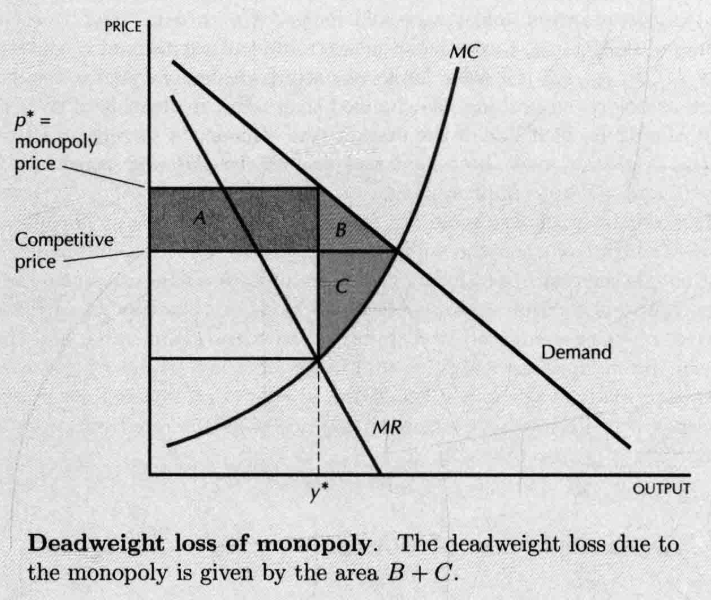 PRICE
MC
p* =
monopoly
price
A
B
Competitive
price
C
Demand
MR
y*
OUTPUT
Deadweight loss of monopoly. The deadweight loss due to
the monopoly is given by the area B + C.